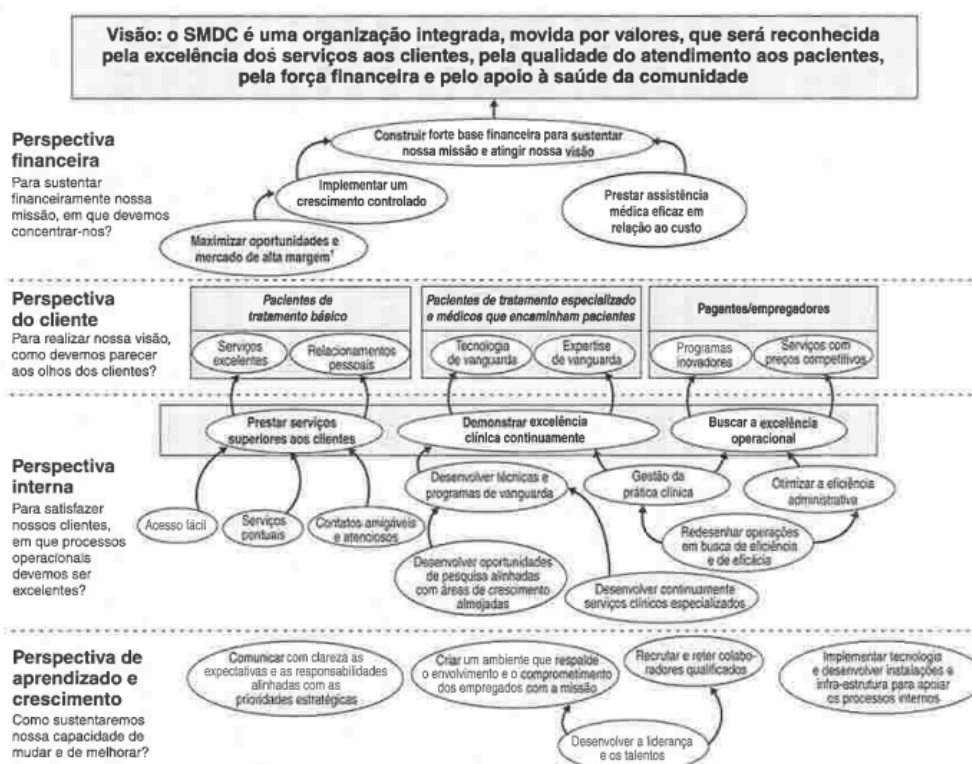 Visão: o SMDC é uma organização integrada, movida por valores, que será reconhecida
pela excelência dos serviços aos clientes, pela qualidade do atendimento aos pacientes,
pela força financeira e pelo apoio à saúde da comunidade
Perspectiva
financeira
Para sustentar
financeiramente nossa
missão, em que devemos
concentrar-nos?
Construir forte base financeira para sustentar
nossa missão e atingir nossa visão
Implementar um
crescimento controlado
Prestar assistência
médica eficaz em
relação ao custo
Maximizar oportunidades e
mercado de alta margem†
Perspectiva
do cliente
Para realizar nossa visão,
como devemos parecer
aos olhos dos clientes?
Pacientes de
tratamento básico
Serviços
excelentes
Relacionamentos
pessoais
Pacientes de tratamento especializado
e médicos que encaminham pacientes
Tecnologia
de vanguarda
Expertise
de vanguarda
Pagantes/empregadores
Programas
inovadores
Serviços com
preços competitivos
Perspectiva
interna
Para satisfazer
nossos clientes,
em que processos
operacionais
devemos ser
excelentes?
Prestar serviços
superiores aos clientes
Demonstrar excelência
clínica continuamente
Buscar a excelência
operacional
Acesso fácil
Serviços
pontuais
Contatos amigáveis
e atenciosos
Desenvolver técnicas e
programas de vanguarda
Gestão da
prática clínica
Otimizar a eficiência
administrativa
Desenvolver oportunidades
de pesquisa alinhadas
com áreas de crescimento
almejadas
Redesenhar operações
em busca de eficiência
e de eficácia
Desenvolver continuamente
serviços clínicos especializados
Perspectiva de
aprendizado e
crescimento
Como sustentaremos
nossa capacidade de
mudar e de melhorar?
Comunicar com clareza as
expectativas e as responsabilidades
alinhadas com as
prioridades estratégicas
Criar um ambiente que respalde
o envolvimento e o comprometimento
dos empregados com a missão
Recrutar e reter colabo-
radores qualificados
Implementar tecnologia
e desenvolver instalações e
infra-estrutura para apoiar
os processos internos
Desenvolver a liderança
e os talentos